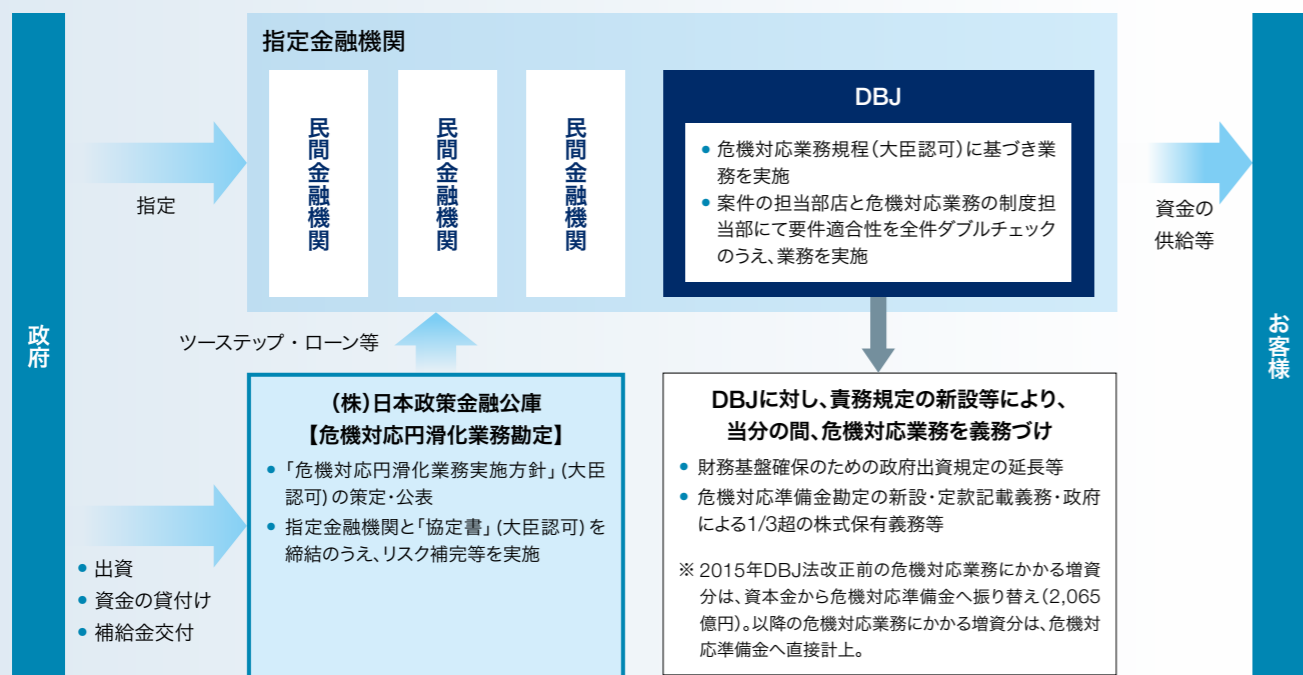 政府
指定
指定金融機関
民間金融機関
民間金融機関
民間金融機関
DBJ
● 危機対応業務規程(大臣認可)に基づき業
務を実施
● 案件の担当部店と危機対応業務の制度担
当部にて要件適合性を全件ダブルチェック
のうえ、業務を実施
資金の
供給等
お客様
ツーステップ・ローン等
(株)日本政策金融公庫
【危機対応円滑化業務勘定】
● 「危機対応円滑化業務実施方針」(大臣
認可)の策定・公表
● 指定金融機関と「協定書」(大臣認可)を
締結のうえ、リスク補完等を実施
● 出資
● 資金の貸付け
● 補給金交付
DBJに対し、責務規定の新設等により、
当分の間、危機対応業務を義務づけ
● 財務基盤確保のための政府出資規定の延長等
● 危機対応準備金勘定の新設・定款記載義務・政府
による1/3超の株式保有義務等
※ 2015年DBJ法改正前の危機対応業務にかかる増資
分は、資本金から危機対応準備金へ振り替え(2,065
億円)。以降の危機対応業務にかかる増資分は、危機対
応準備金へ直接計上。